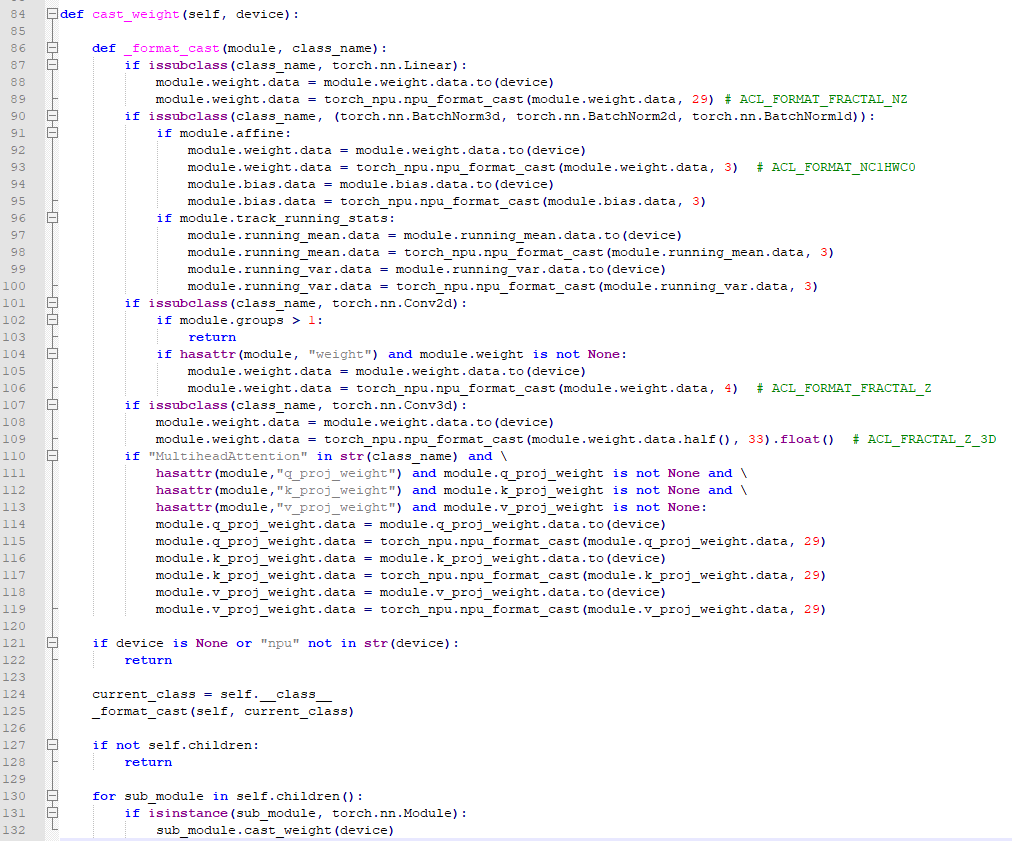 84 def cast_weight(self, device):
85
86     def _format_cast(module, class_name):
87         if issubclass(class_name, torch.nn.Linear):
88             module.weight.data = module.weight.data.to(device)
89             module.weight.data = torch_npu.npu_format_cast(module.weight.data, 29) # ACL_FORMAT_FRACTAL_NZ
90         if issubclass(class_name, (torch.nn.BatchNorm3d, torch.nn.BatchNorm2d, torch.nn.BatchNorm1d)):
91             if module.affine:
92                 module.weight.data = module.weight.data.to(device)
93                 module.weight.data = torch_npu.npu_format_cast(module.weight.data, 3)  # ACL_FORMAT_NC1HWC0
94                 module.bias.data = module.bias.data.to(device)
95                 module.bias.data = torch_npu.npu_format_cast(module.bias.data, 3)
96             if module.track_running_stats:
97                 module.running_mean.data = module.running_mean.data.to(device)
98                 module.running_mean.data = torch_npu.npu_format_cast(module.running_mean.data, 3)
99                 module.running_var.data = module.running_var.data.to(device)
100                 module.running_var.data = torch_npu.npu_format_cast(module.running_var.data, 3)
101         if issubclass(class_name, torch.nn.Conv2d):
102             if module.groups > 1:
103                 return
104             if hasattr(module, "weight") and module.weight is not None:
105                 module.weight.data = module.weight.data.to(device)
106                 module.weight.data = torch_npu.npu_format_cast(module.weight.data, 4)  # ACL_FORMAT_FRACTAL_Z
107         if issubclass(class_name, torch.nn.Conv3d):
108             module.weight.data = module.weight.data.to(device)
109             module.weight.data = torch_npu.npu_format_cast(module.weight.data.half(), 33).float()  # ACL_FRACTAL_Z_3D
110         if "MultiheadAttention" in str(class_name) and \
111             hasattr(module,"q_proj_weight") and module.q_proj_weight is not None and \
112             hasattr(module,"k_proj_weight") and module.k_proj_weight is not None and \
113             hasattr(module,"v_proj_weight") and module.v_proj_weight is not None:
114             module.q_proj_weight.data = module.q_proj_weight.data.to(device)
115             module.q_proj_weight.data = torch_npu.npu_format_cast(module.q_proj_weight.data, 29)
116             module.k_proj_weight.data = module.k_proj_weight.data.to(device)
117             module.k_proj_weight.data = torch_npu.npu_format_cast(module.k_proj_weight.data, 29)
118             module.v_proj_weight.data = module.v_proj_weight.data.to(device)
119             module.v_proj_weight.data = torch_npu.npu_format_cast(module.v_proj_weight.data, 29)
120
121     if device is None or "npu" not in str(device):
122         return
123
124     current_class = self.__class__
125     _format_cast(self, current_class)
126
127     if not self.children:
128         return
129
130     for sub_module in self.children():
131         if isinstance(sub_module, torch.nn.Module):
132             sub_module.cast_weight(device)